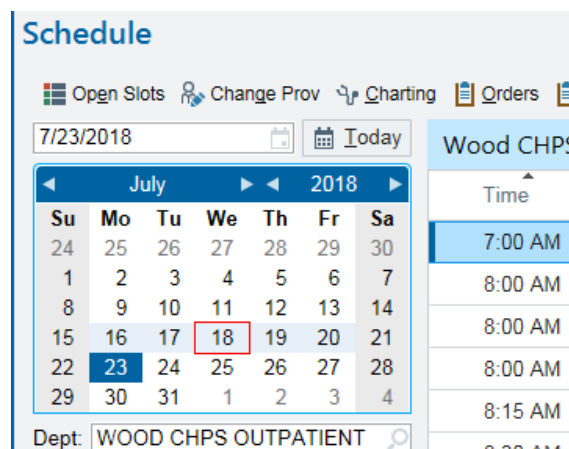 Schedule
Open Slots Change Prov Charting Orders
7/23/2018 Today
Wood CHPS
July 2018
Time
Su Mo Tu We Th Fr Sa
24 25 26 27 28 29 30
7:00 AM
1 2 3 4 5 6 7
8:00 AM
8 9 10 11 12 13 14
8:00 AM
15 16 17 18 19 20 21
22 23 24 25 26 27 28
8:00 AM
29 30 31 1 2 3 4
8:15 AM
Dept: WOOD CHPS OUTPATIENT